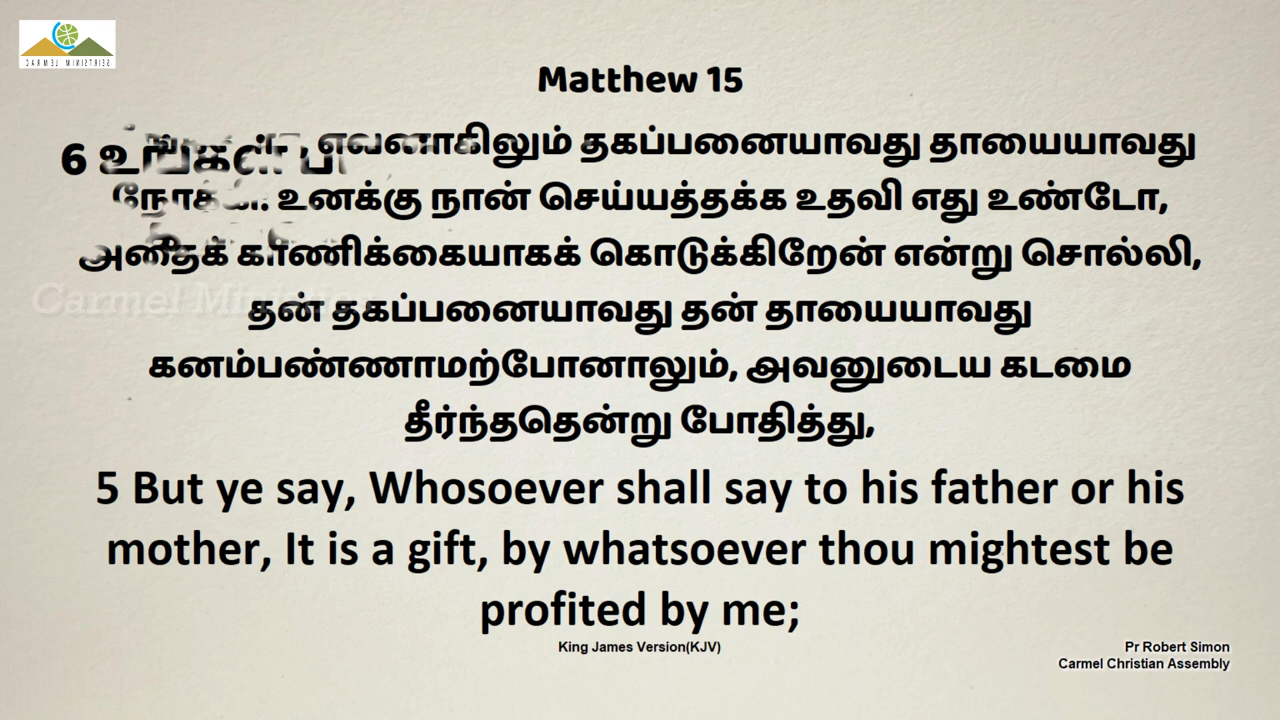 Matthew 15
6 உங்கள் எவனாகிலும் தகப்பனையாவது தாயையாவது
உனக்கு நான் செய்யத்தக்க உதவி எது உண்டோ,
அதைக் காணிக்கையாகக் கொடுக்கிறேன் என்று சொல்லி,
Carmel
தன் தகப்பனையாவது தன் தாயையாவது
கனம்பண்ணாமற்போனாலும், அவனுடைய கடமை
தீர்ந்ததென்று போதித்து,
5 But ye say, Whosoever shall say to his father or his
mother, It is a gift, by whatsoever thou mightest be
profited by me;
King James Version(KJV)
Pr Robert Simon
Carmel Christian Assembly